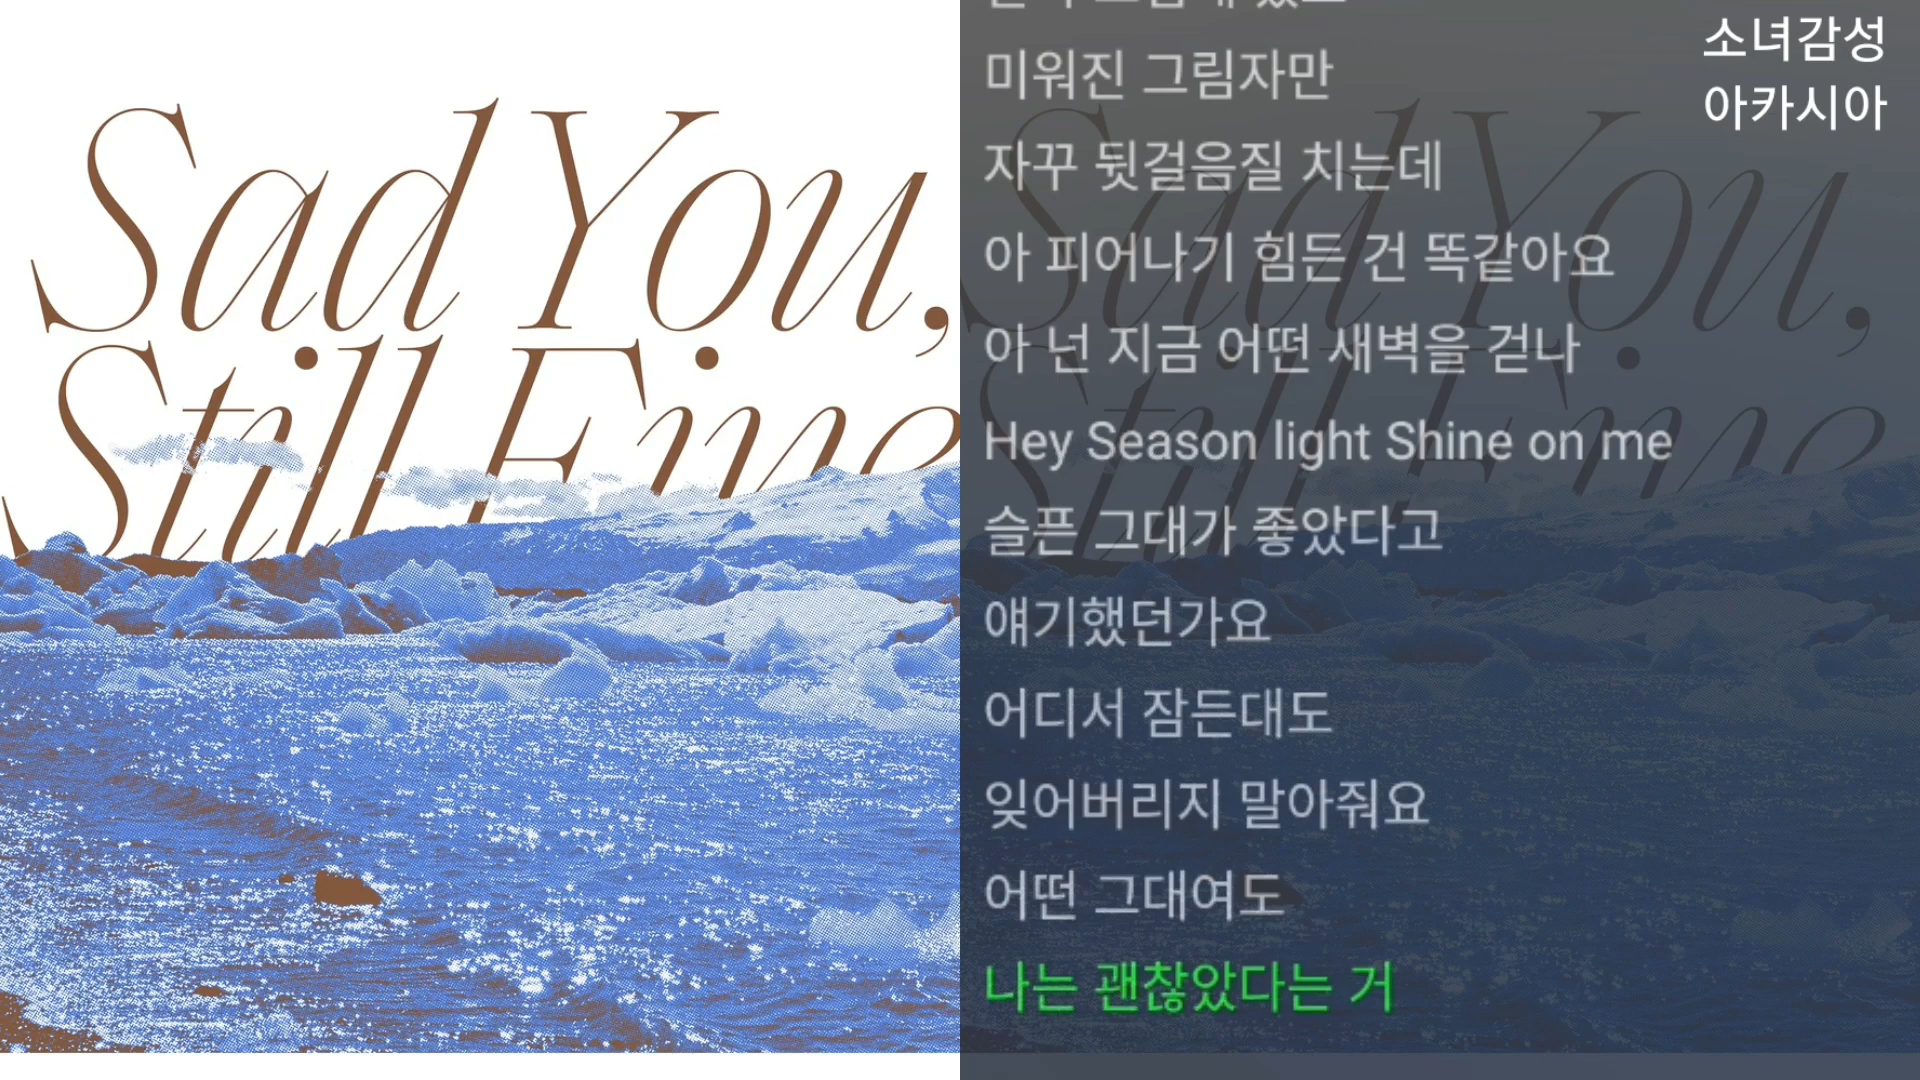 Sad You,
Still Fine
소녀감성
아카시아
미워진 그림자만
자꾸 뒷걸음질 치는데
아 피어나기 힘든 건 똑같아요
아 넌 지금 어떤 새벽을 걷나
Hey Season light Shine on me
슬픈 그대가 좋았다고
얘기했던가요
어디서 잠든대도
잊어버리지 말아줘요
어떤 그대여도
나는 괜찮았다는 거